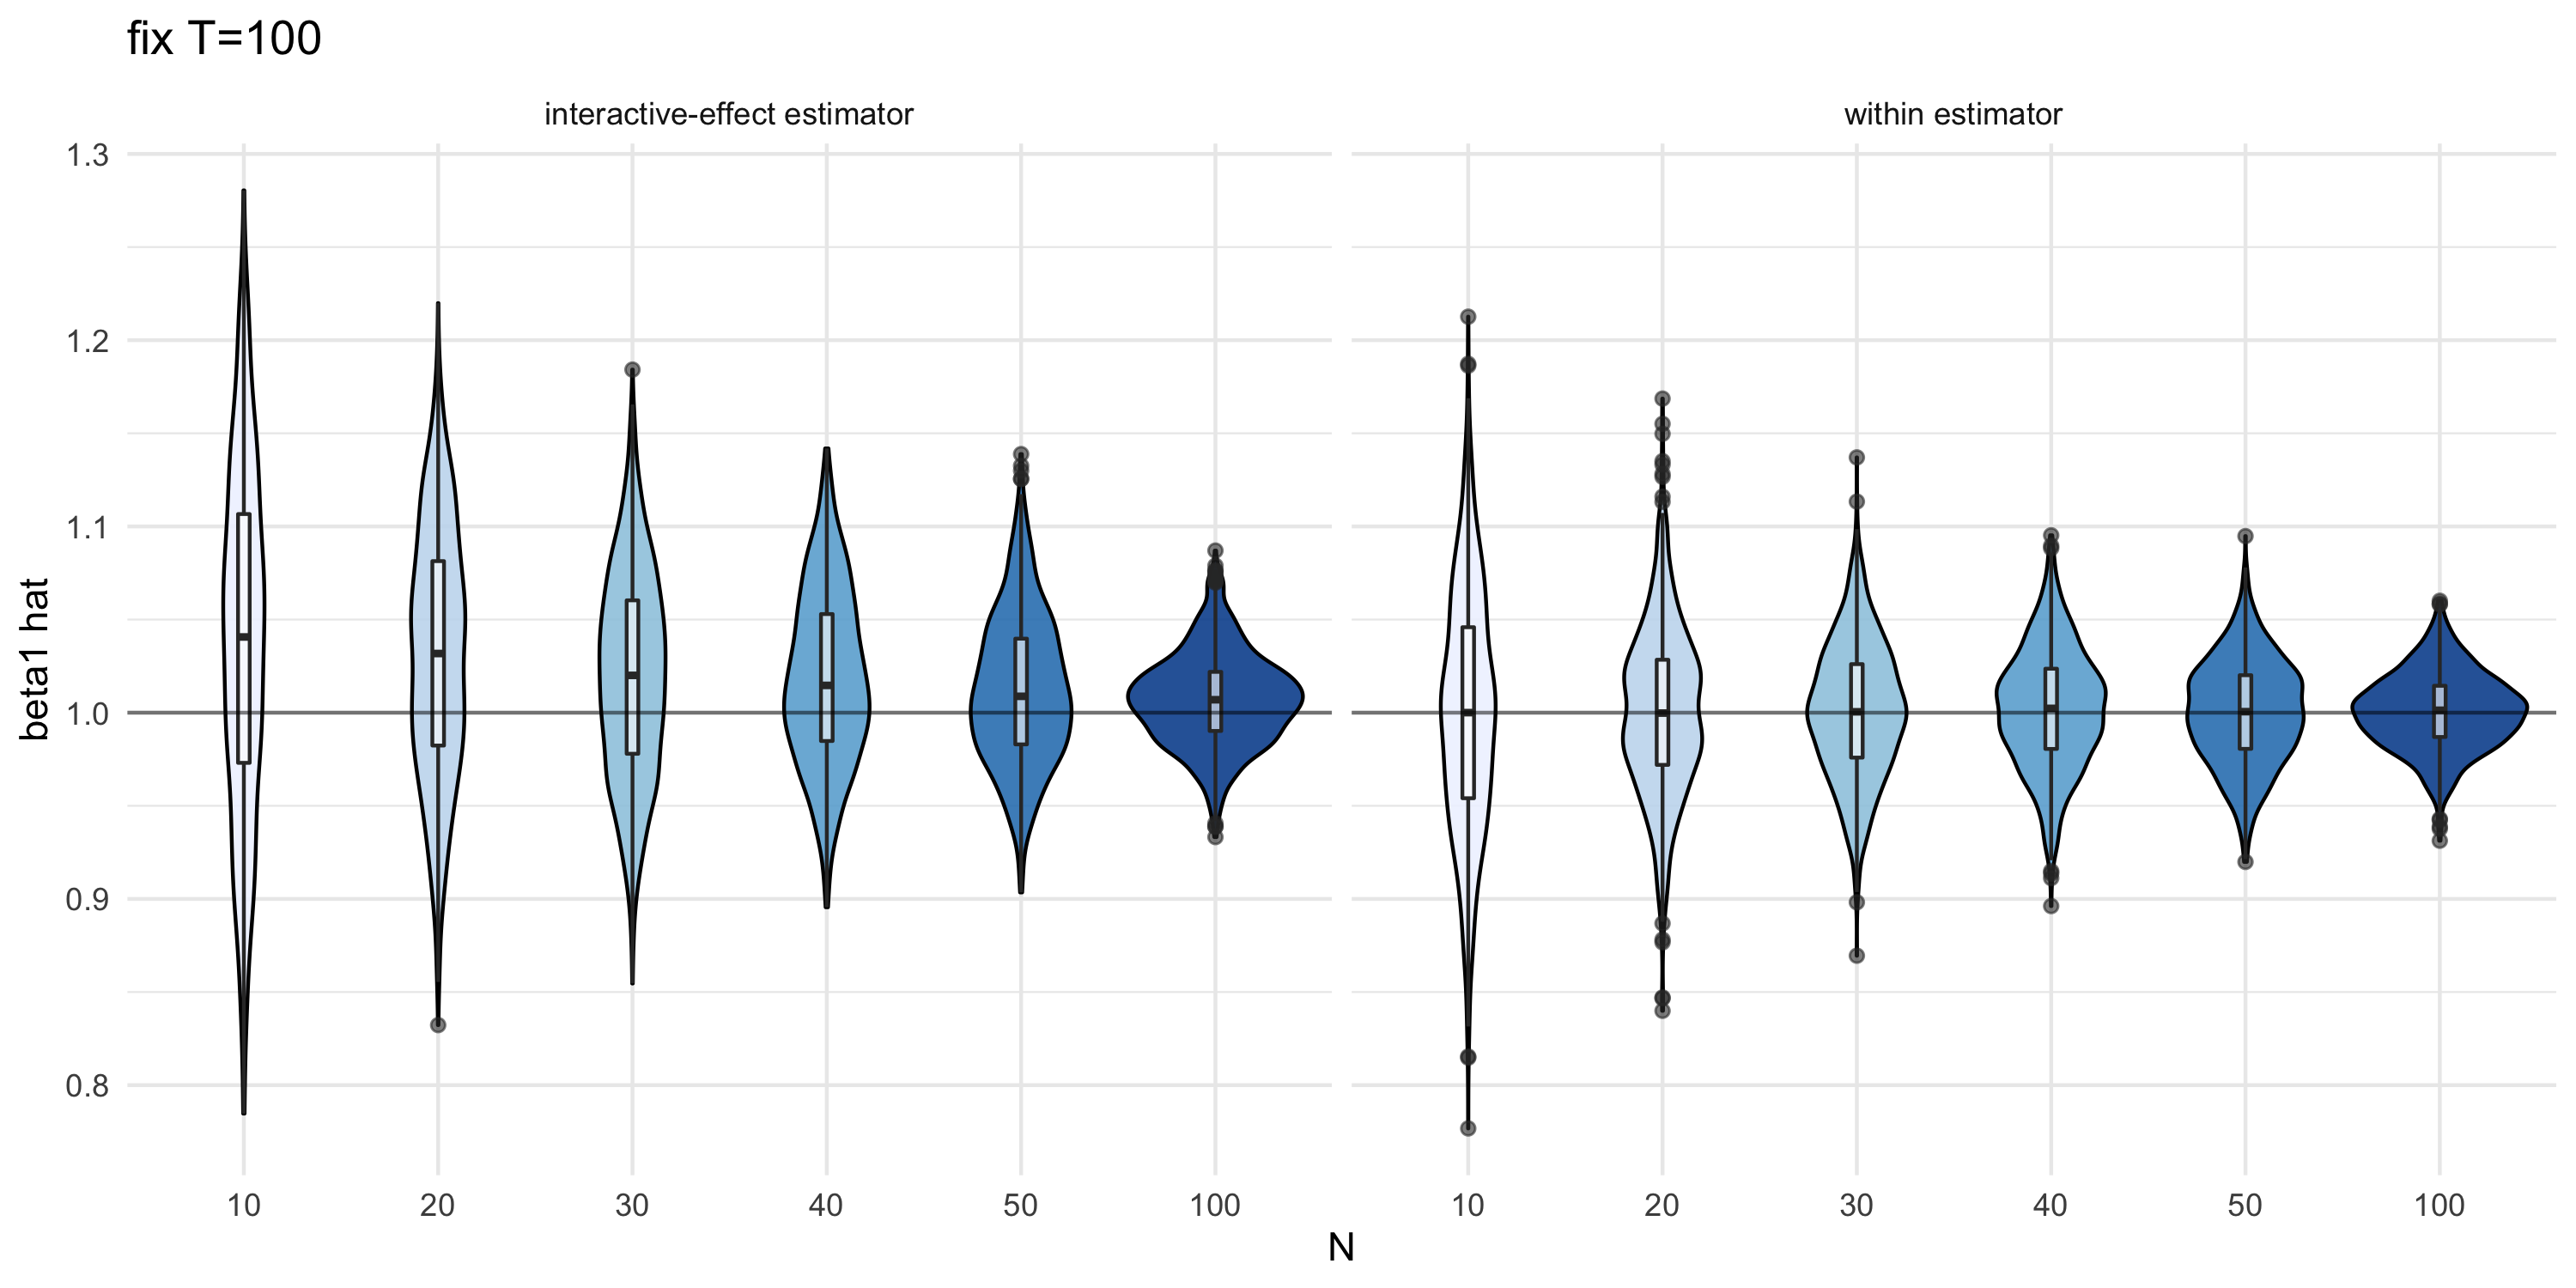 fix T=100
interactive-effect estimator
within estimator
1.3
1.2
1.1
1.0
0.9
0.8
beta1 hat
10 20 30 40 50 100
10 20 30 40 50 100
N